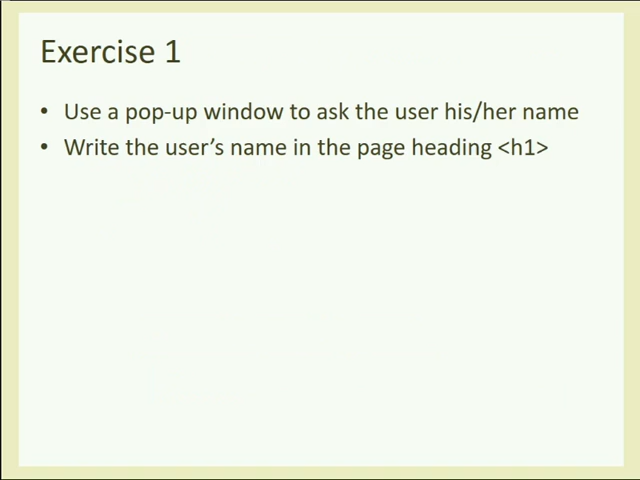 Exercise 1
• Use a pop-up window to ask the user his/her name
• Write the user’s name in the page heading <h1>